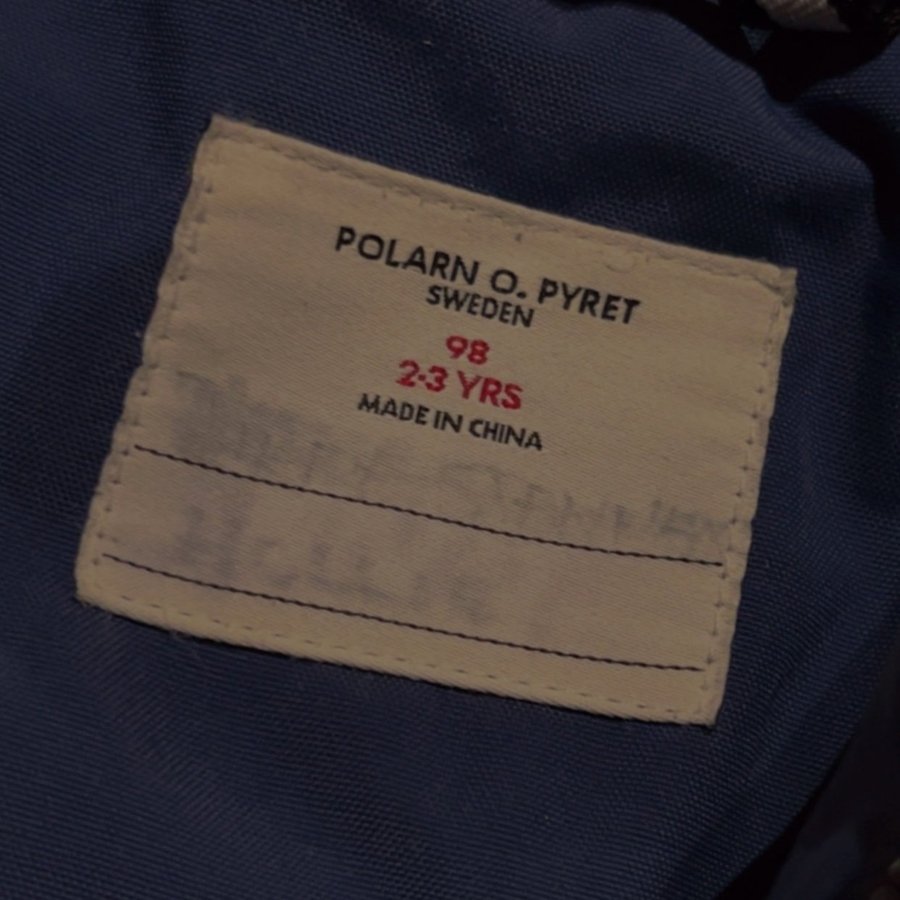 POLARN O. PYRET
SWEDEN
98
2-3 YRS
MADE IN CHINA